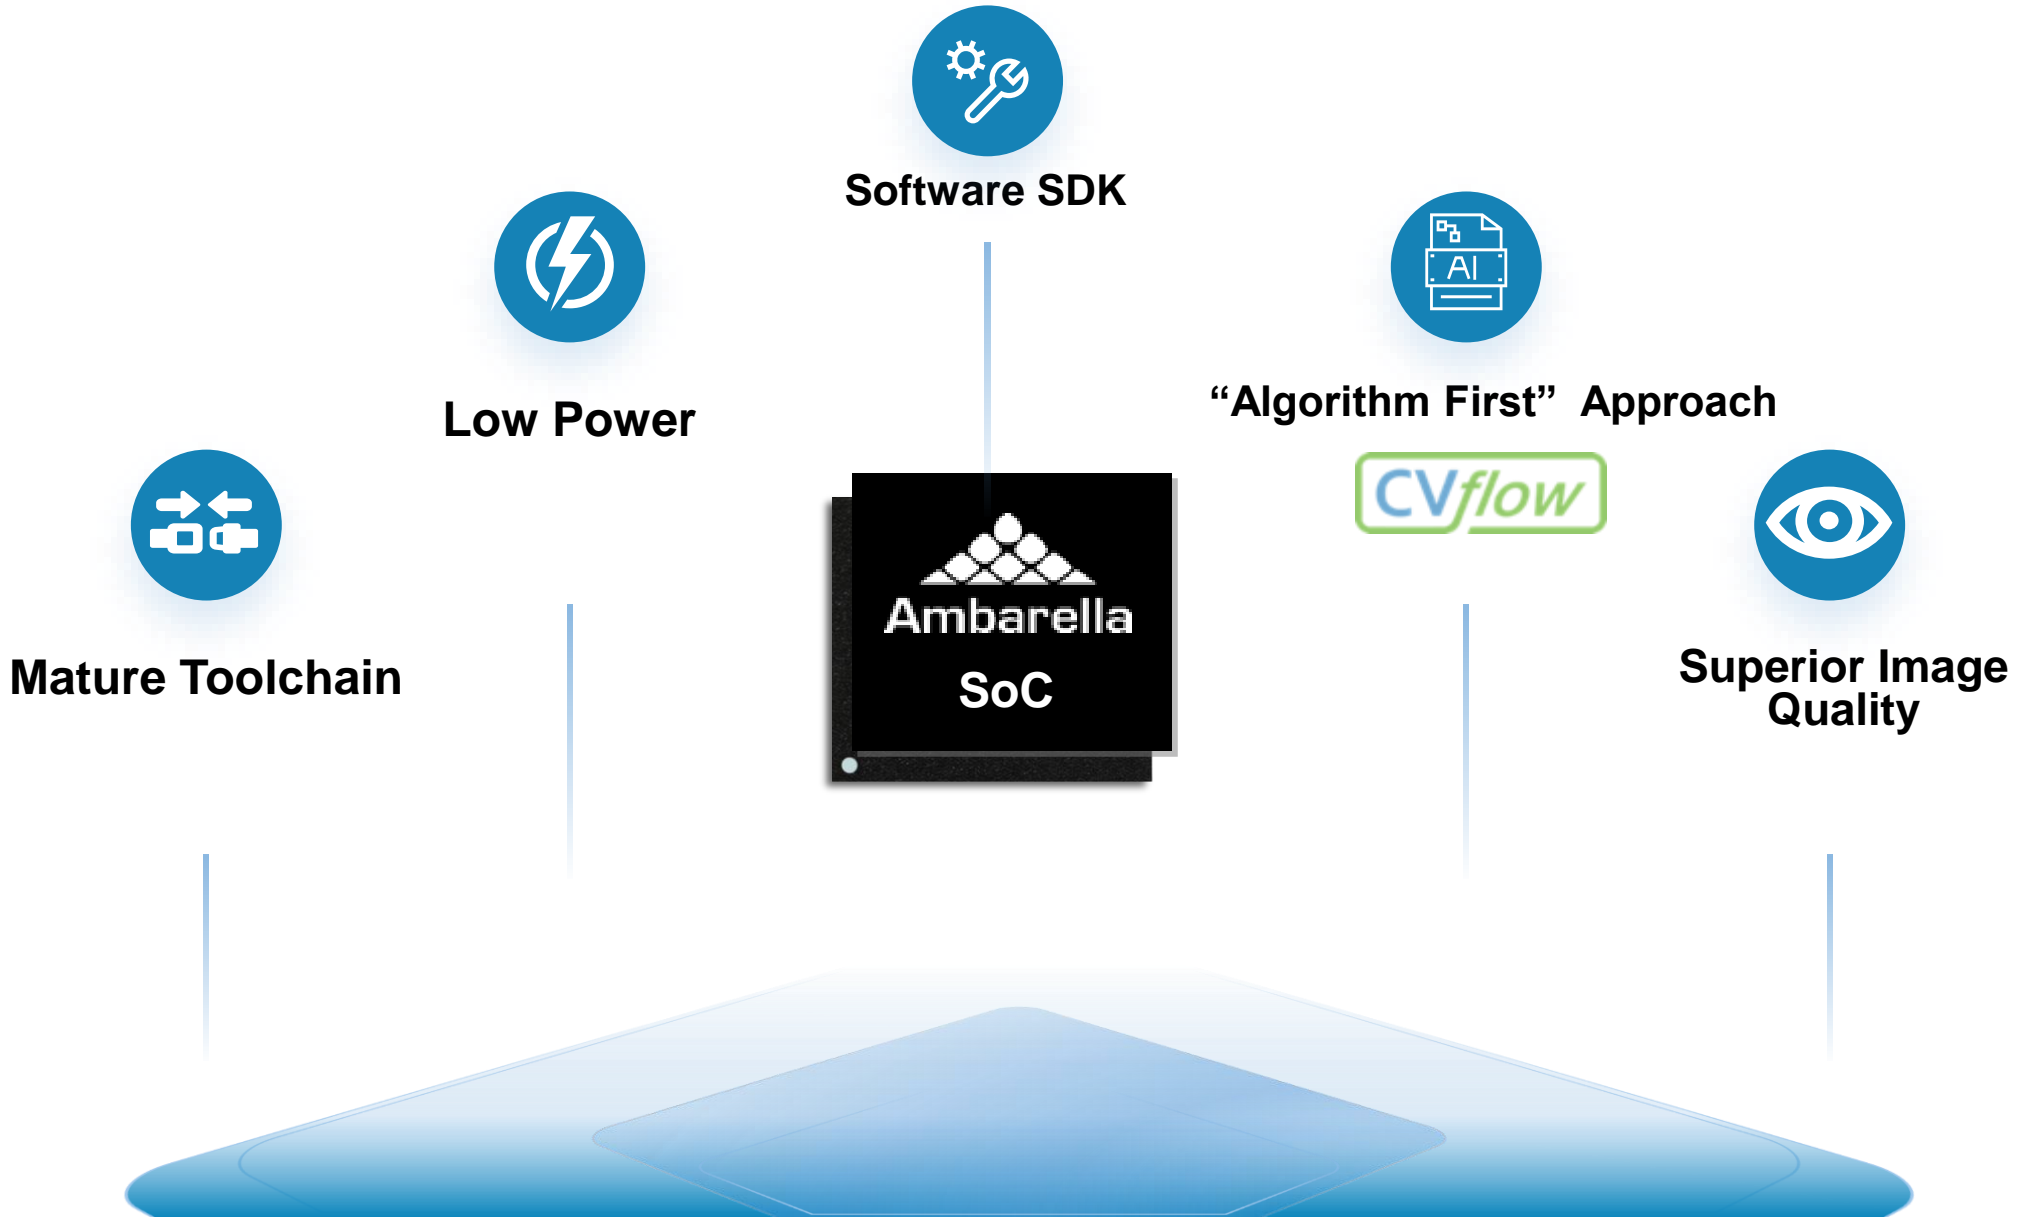 Software SDK
Low Power
AI
“Algorithm First”  Approach
CVflow
Mature Toolchain
Ambarella
SoC
Superior Image
Quality